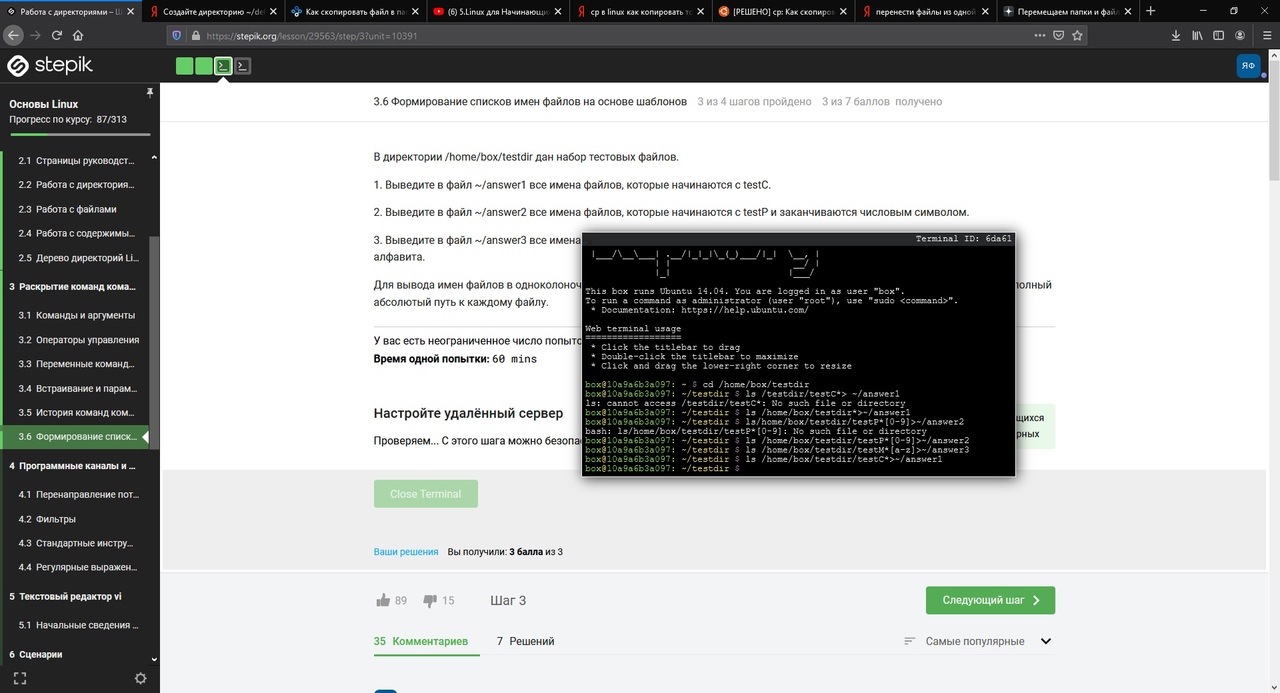 Работа с директориями – Ш
Создайте директорию ~/def
Как скопировать файл в па
(6) 5.Linux для Начинающи
cp в linux как копировать те
[РЕШЕНО] cp: Как скопиров
перенести файлы из одной
Перемещаем папки и фай
https://stepik.org/lesson/29563/step/3?unit=10391
stepik
ЯФ
Основы Linux
Прогресс по курсу: 87/313
2.1 Страницы руководст...
2.2 Работа с директория...
2.3 Работа с файлами
2.4 Работа с содержимы...
2.5 Дерево директорий Li...
3 Раскрытие команд кома...
3.1 Команды и аргументы
3.2 Операторы управления
3.3 Переменные команд...
3.4 Встраивание и парам...
3.5 История команд ком...
3.6 Формирование списк...
4 Программные каналы и ...
4.1 Перенаправление пот...
4.2 Фильтры
4.3 Стандартные инстру...
4.4 Регулярные выражен...
5 Текстовый редактор vi
5.1 Начальные сведения ...
6 Сценарии
3.6 Формирование списков имен файлов на основе шаблонов 3 из 4 шагов пройдено 3 из 7 баллов получено
В директории /home/box/testdir дан набор тестовых файлов.
1. Выведите в файл ~/answer1 все имена файлов, которые начинаются с testC.
2. Выведите в файл ~/answer2 все имена файлов, которые начинаются с testP и заканчиваются числовым символом.
3. Выведите в файл ~/answer3 все имена
алфавита.
Для вывода имен файлов в одноколоноч
полный
абсолютный путь к каждому файлу.
У вас есть неограниченное число попыто
Время одной попытки: 60 mins
Настройте удалённый сервер
Проверяем... С этого шага можно безопа
щихся
рных
Terminal ID: 6da61
This box runs Ubuntu 14.04. You are logged in as user "box".
To run a command as administrator (user "root"), use "sudo <command>".
* Documentation: https://help.ubuntu.com/
Web terminal usage
==================
* Click the titlebar to drag
* Double-click the titlebar to maximize
* Click and drag the lower-right corner to resize
box@10a9a6b3a097: ~ $ cd /home/box/testdir
box@10a9a6b3a097: ~/testdir $ ls /testdir/testC*> ~/answer1
ls: cannot access /testdir/testC*: No such file or directory
box@10a9a6b3a097: ~/testdir $ ls /home/box/testdir*>~/answer1
box@10a9a6b3a097: ~/testdir $ ls/home/box/testdir/testP*[0-9]>~/answer2
bash: ls/home/box/testdir/testP*[0-9]: No such file or directory
box@10a9a6b3a097: ~/testdir $ ls /home/box/testdir/testP*[0-9]>~/answer2
box@10a9a6b3a097: ~/testdir $ ls /home/box/testdir/testM*[a-z]>~/answer3
box@10a9a6b3a097: ~/testdir $ ls /home/box/testdir/testC*>~/answer1
box@10a9a6b3a097: ~/testdir $
Close Terminal
Ваши решения Вы получили: 3 балла из 3
89 15 Шаг 3
Следующий шаг
35 Комментариев 7 Решений
Самые популярные